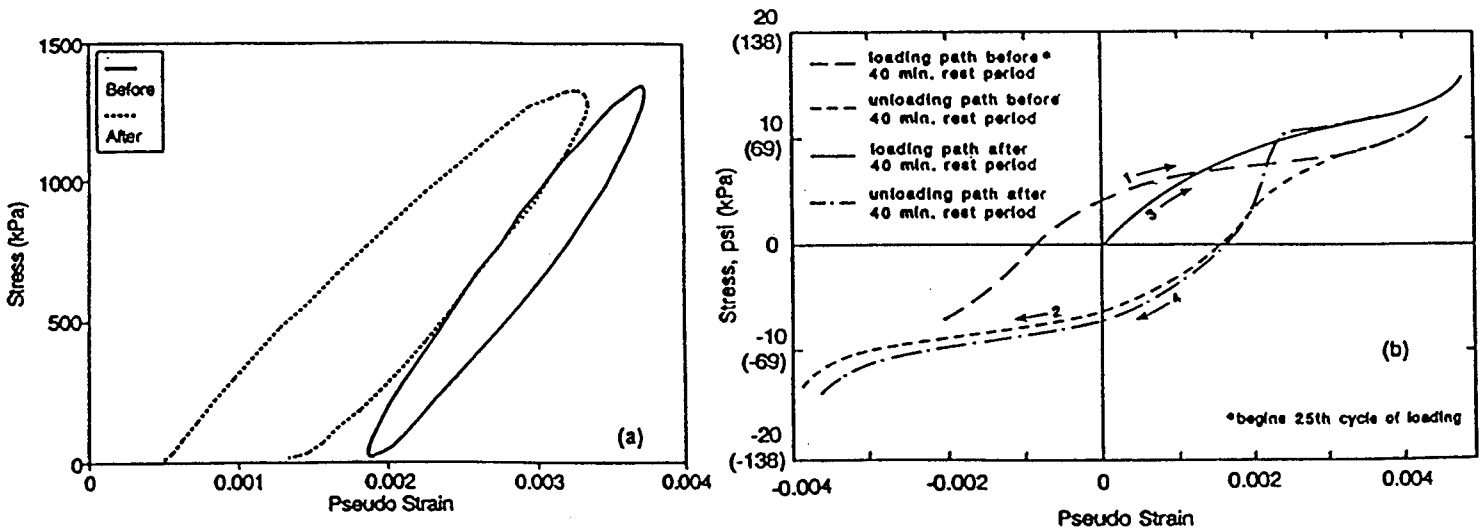 1500
1000
500
0
Stress (kPa)
Before
After
(a)
0
0.001
0.002
0.003
0.004
Pseudo Strain
20
(138)
10
(69)
0
-10
(-69)
-20
(-138)
Stress, psi (kPa)
loading path before*
40 min. rest period
unloading path before
40 min. rest period
loading path after
40 min. rest period
unloading path after
40 min. rest period
1
3
2
4
(b)
*begins 25th cycle of loading
-0.004
-0.002
0
0.002
0.004
Pseudo Strain